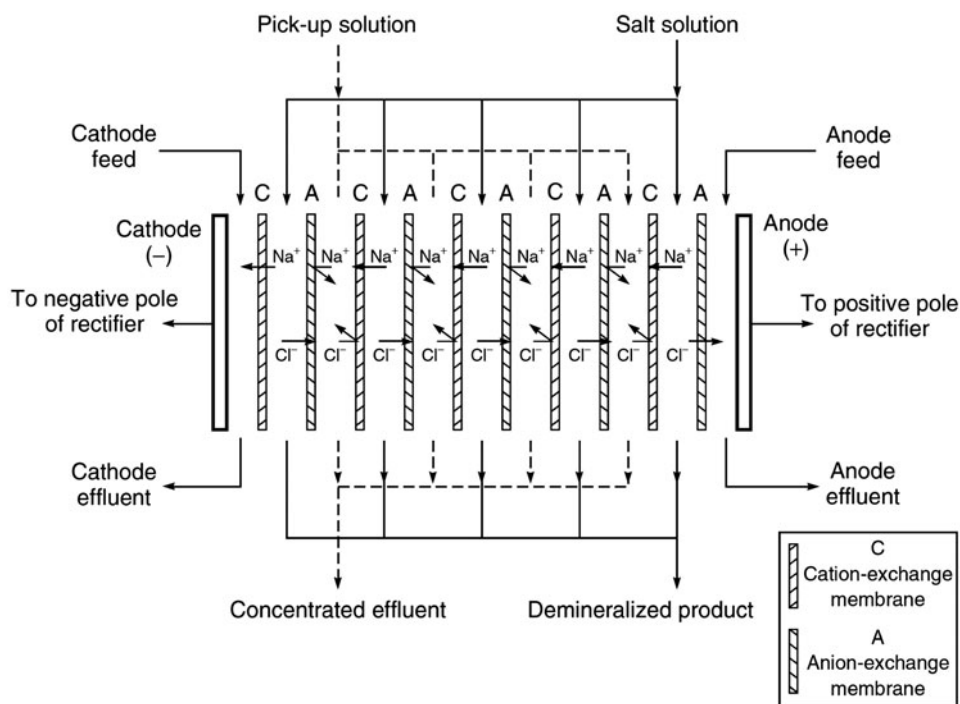 Pick-up solution
Salt solution
Cathode
feed
Anode
feed
C A C A C A C A C A
Cathode
(–)
Anode
(+)
Na⁺ Na⁺ Na⁺ Na⁺ Na⁺ Na⁺ Na⁺ Na⁺ Na⁺
To negative pole
of rectifier
To positive pole
of rectifier
Cl⁻ Cl⁻ Cl⁻ Cl⁻ Cl⁻ Cl⁻ Cl⁻ Cl⁻ Cl⁻
Cathode
effluent
Anode
effluent
Concentrated effluent
Demineralized product
C
Cation-exchange
membrane
A
Anion-exchange
membrane